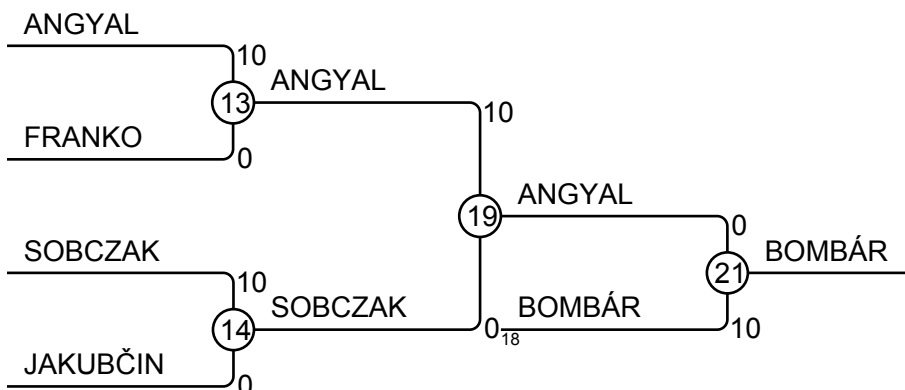 ANGYAL
10
13
ANGYAL
10
FRANKO
0
19
ANGYAL
0
SOBCZAK
10
21
BOMBÁR
14
SOBCZAK
0
18
BOMBÁR
10
JAKUBČIN
0